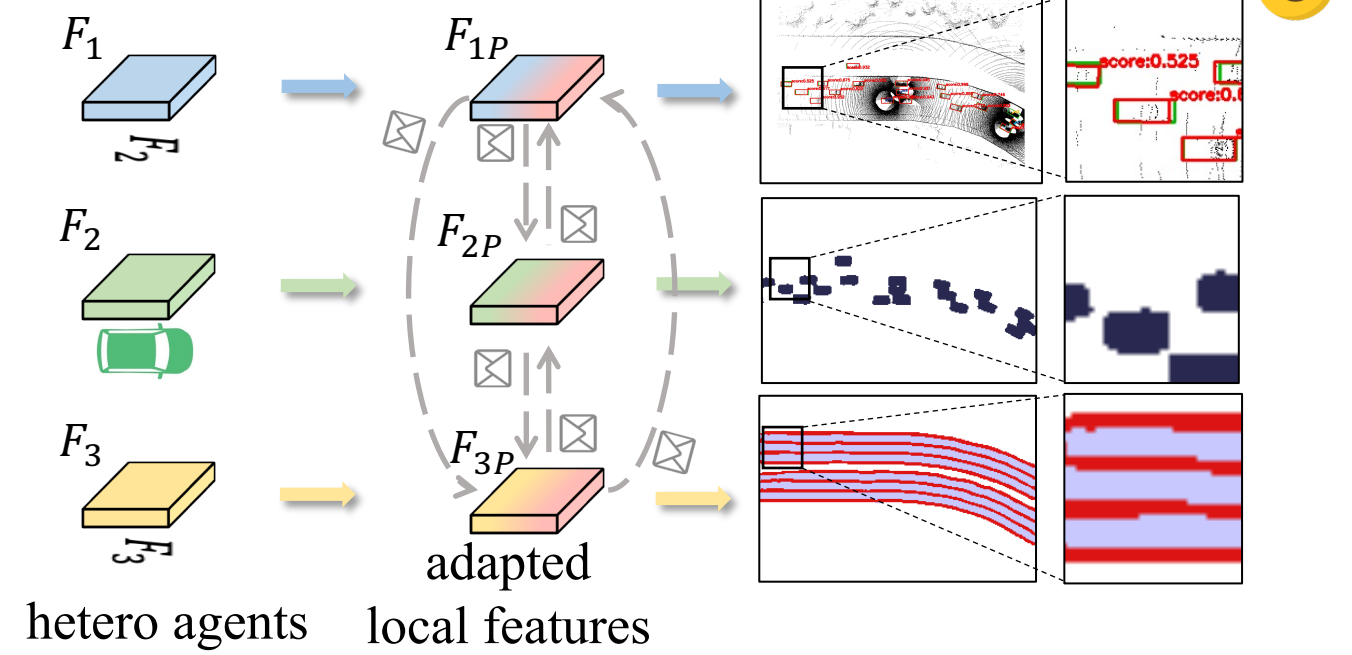 F₁
F₁P
score:0.525
F₂
F₂
F₂P
F₃
F₃P
F₃
adapted
hetero agents
local features